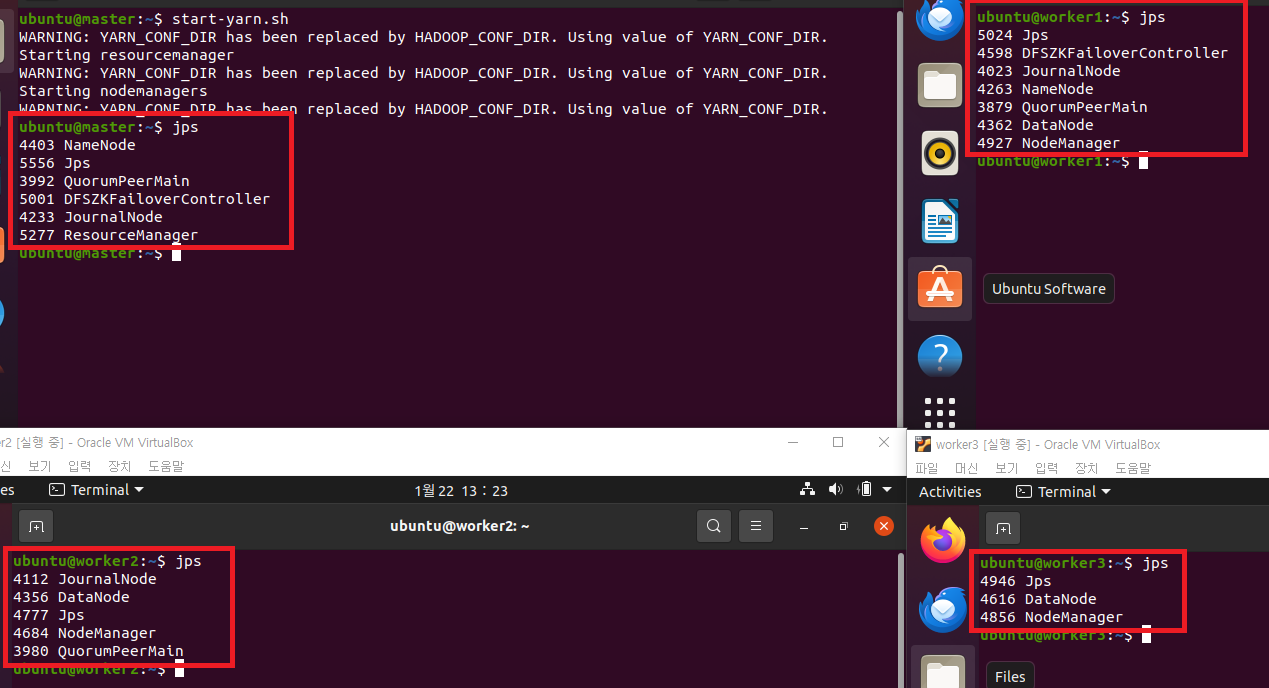 ubuntu@master:~$ start-yarn.sh
WARNING: YARN_CONF_DIR has been replaced by HADOOP_CONF_DIR. Using value of YARN_CONF_DIR.
Starting resourcemanager
WARNING: YARN_CONF_DIR has been replaced by HADOOP_CONF_DIR. Using value of YARN_CONF_DIR.
Starting nodemanagers
WARNING: YARN_CONF_DIR has been replaced by HADOOP_CONF_DIR. Using value of YARN_CONF_DIR.
ubuntu@master:~$ jps
4403 NameNode
5556 Jps
3992 QuorumPeerMain
5001 DFSZKFailoverController
4233 JournalNode
5277 ResourceManager
ubuntu@master:~$
ubuntu@worker1:~$ jps
5024 Jps
4598 DFSZKFailoverController
4023 JournalNode
4263 NameNode
3879 QuorumPeerMain
4362 DataNode
4927 NodeManager
ubuntu@worker1:~$
Ubuntu Software
er2 [실행 중] - Oracle VM VirtualBox
신 보기 입력 장치 도움말
es Terminal 1월 22 13 : 23
ubuntu@worker2: ~
ubuntu@worker2:~$ jps
4112 JournalNode
4356 DataNode
4777 Jps
4684 NodeManager
3980 QuorumPeerMain
ubuntu@worker2:~$
worker3 [실행 중] - Oracle VM VirtualBox
파일 머신 보기 입력 장치 도움말
Activities Terminal
ubuntu@worker3:~$ jps
4946 Jps
4616 DataNode
4856 NodeManager
ubuntu@worker3:~$
Files